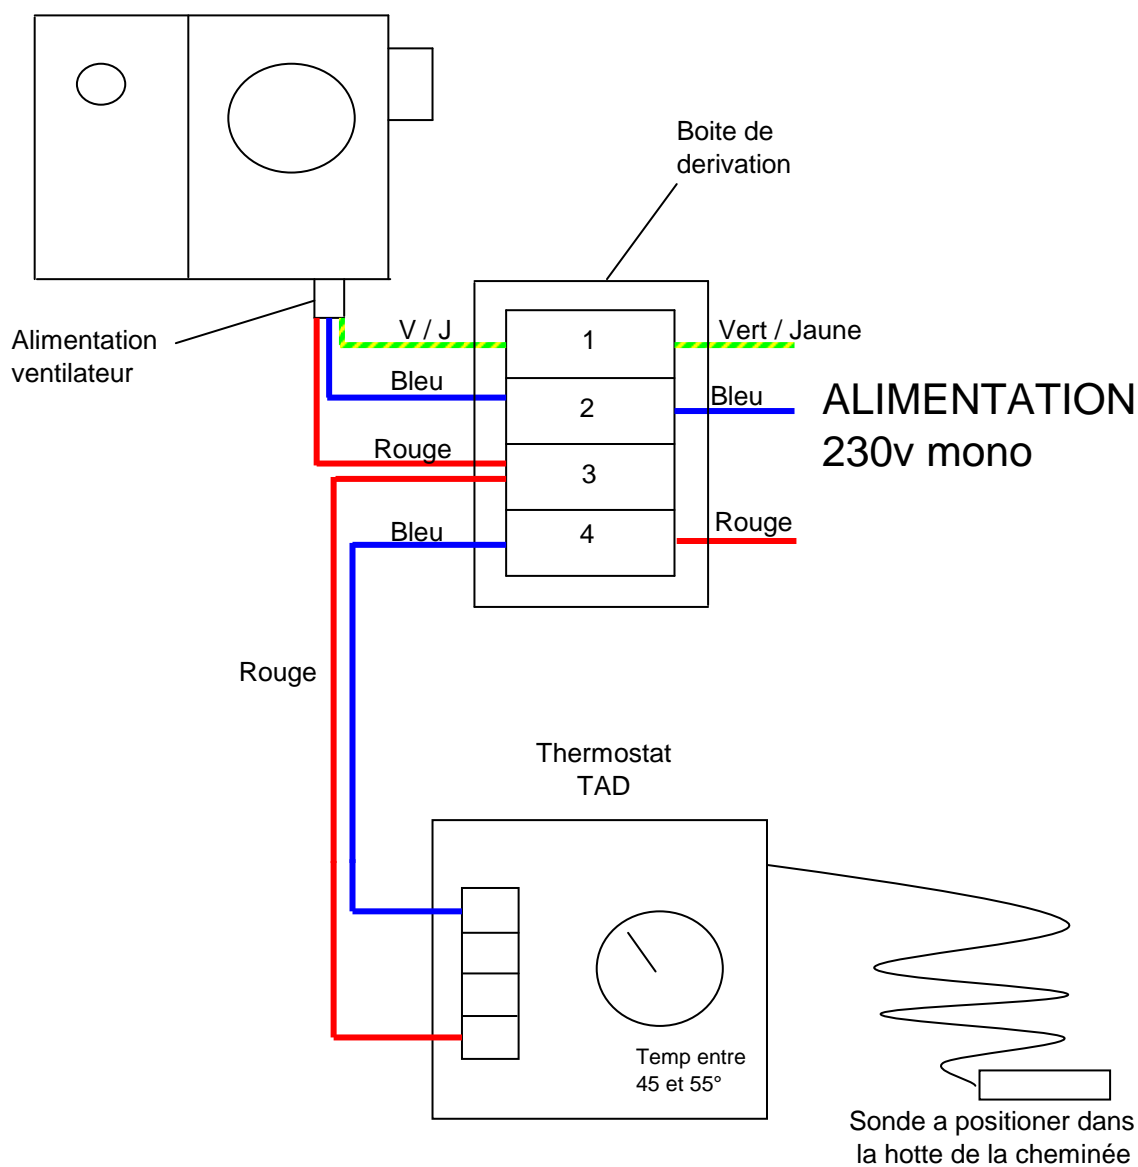 Boite de
derivation
Alimentation
ventilateur
V / J
1
Vert / Jaune
Bleu
2
Bleu
ALIMENTATION
230v mono
Rouge
3
Bleu
4
Rouge
Rouge
Thermostat
TAD
Temp entre
45 et 55°
Sonde a positioner dans
la hotte de la cheminée